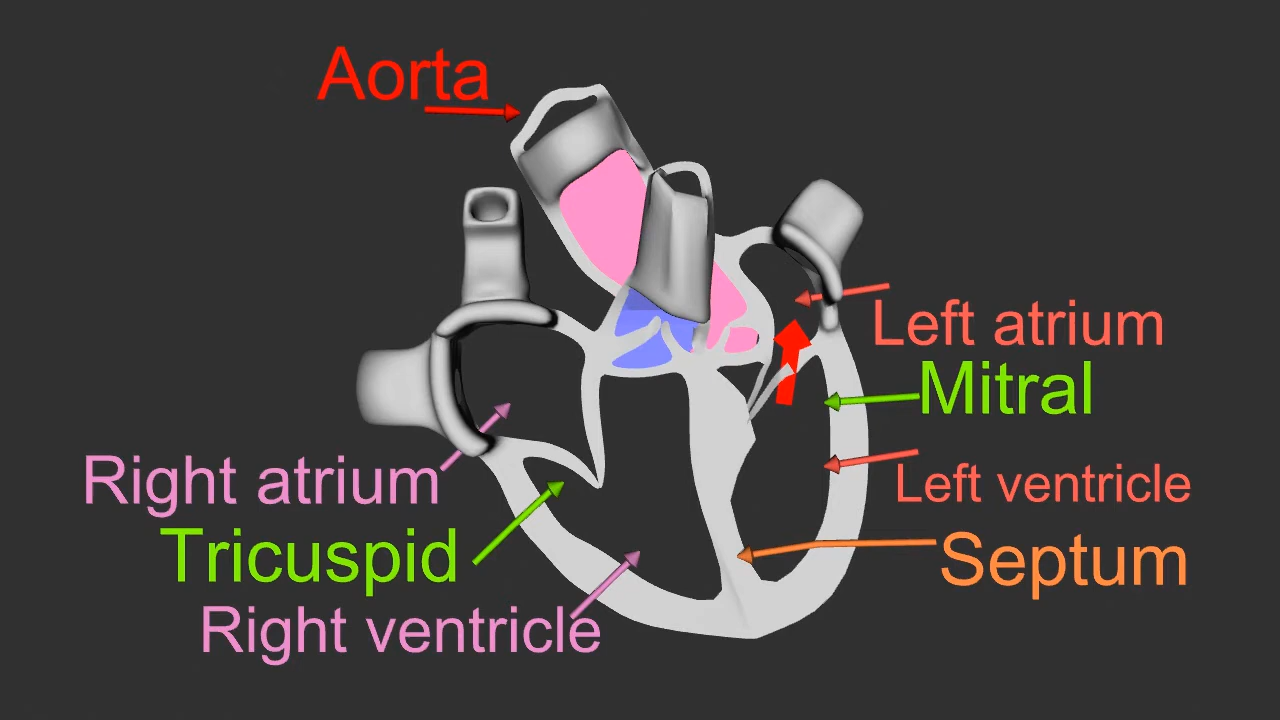 Aorta
Left atrium
Mitral
Right atrium
Left ventricle
Tricuspid
Septum
Right ventricle